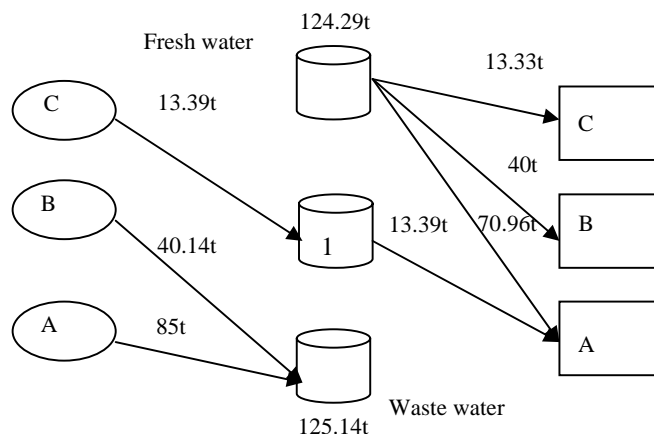 124.29t
Fresh water
13.33t
C
13.39t
C
40t
B
1
13.39t
70.96t
B
40.14t
A
85t
A
Waste water
125.14t